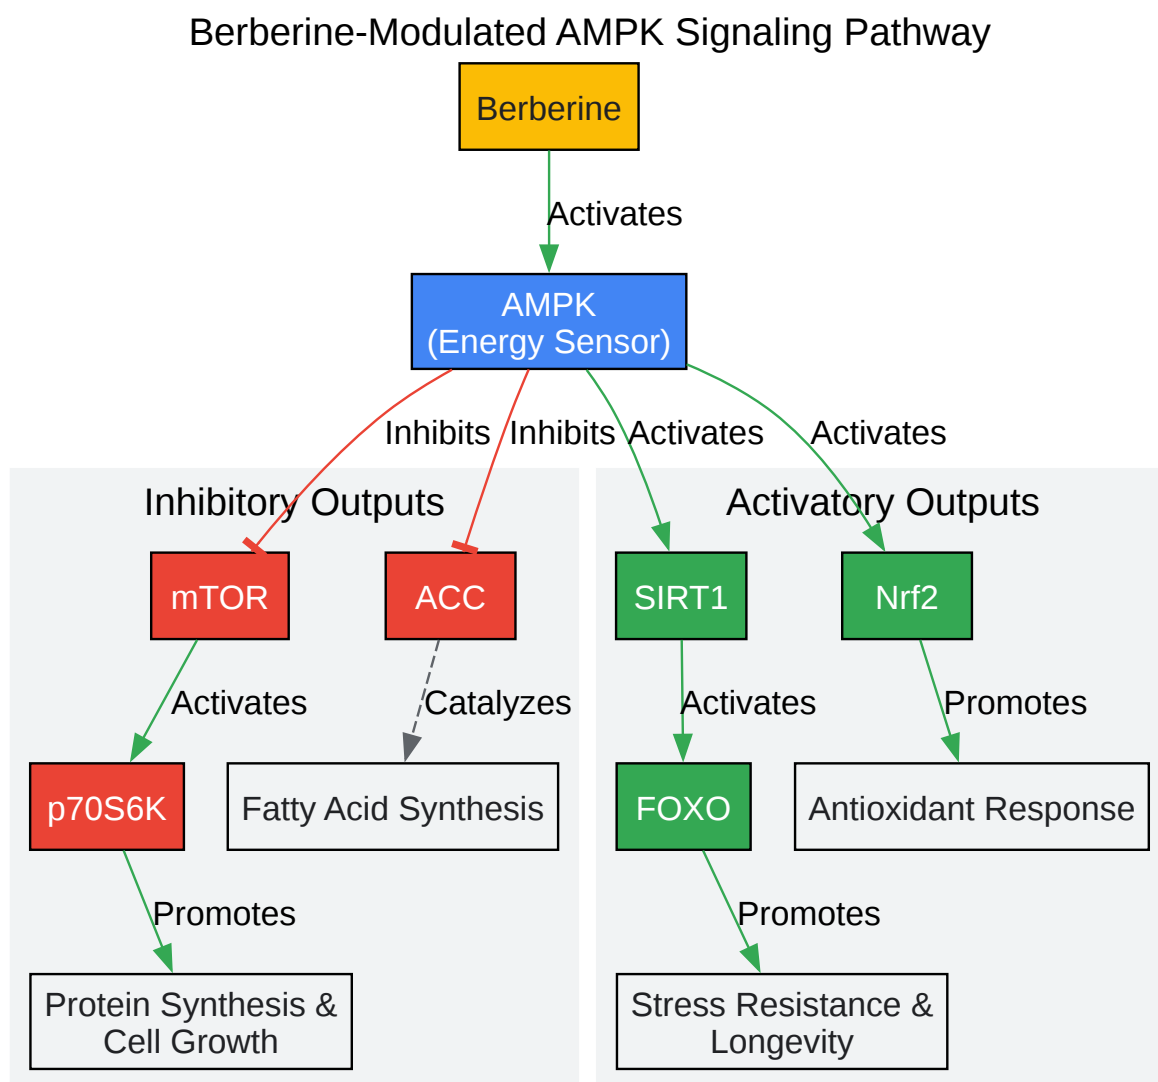 Berberine-Modulated AMPK Signaling Pathway
Berberine
Activates
AMPK
(Energy Sensor)
Inhibits
Inhibits
Activates
Activates
Inhibitory Outputs
Activatory Outputs
mTOR
ACC
SIRT1
Nrf2
Activates
Catalyzes
Activates
Promotes
p70S6K
Fatty Acid Synthesis
FOXO
Antioxidant Response
Promotes
Promotes
Protein Synthesis &
Cell Growth
Stress Resistance &
Longevity